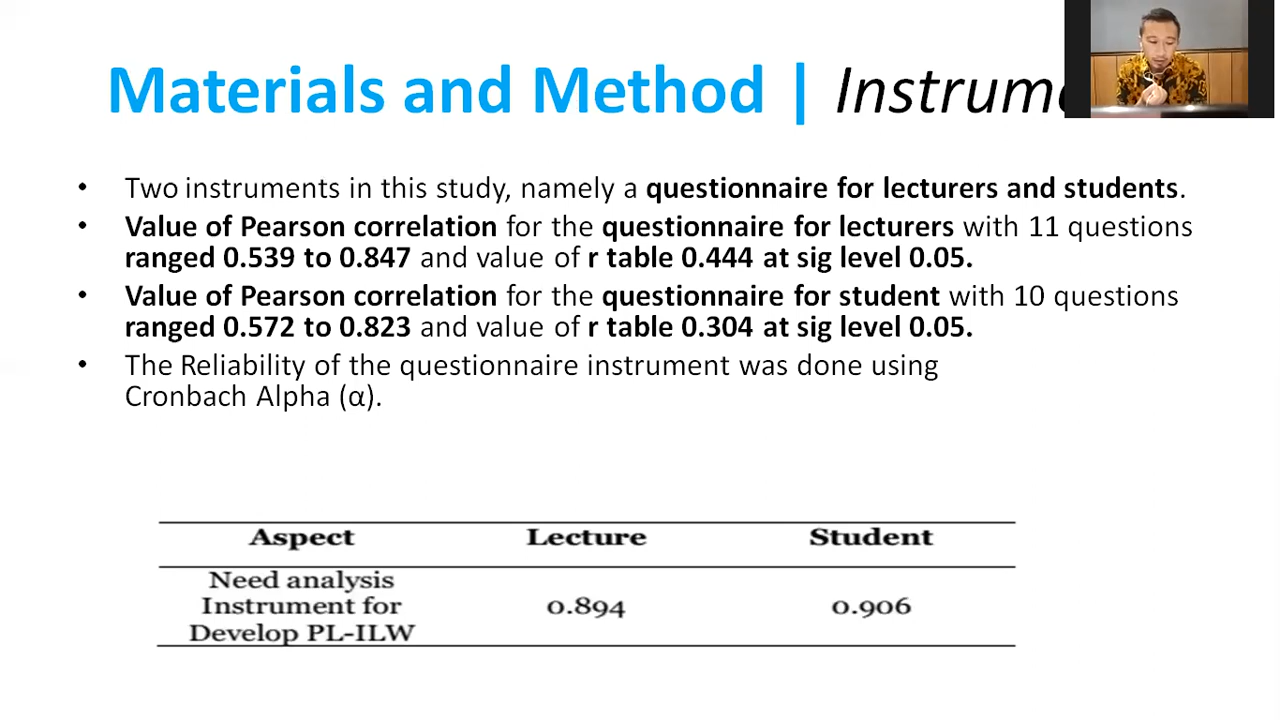 Materials and Method | Instrume
• Two instruments in this study, namely a questionnaire for lecturers and students.
• Value of Pearson correlation for the questionnaire for lecturers with 11 questions
ranged 0.539 to 0.847 and value of r table 0.444 at sig level 0.05.
• Value of Pearson correlation for the questionnaire for student with 10 questions
ranged 0.572 to 0.823 and value of r table 0.304 at sig level 0.05.
• The Reliability of the questionnaire instrument was done using
Cronbach Alpha (α).
Aspect Lecture Student
Need analysis
Instrument for 0.894 0.906
Develop PL-ILW